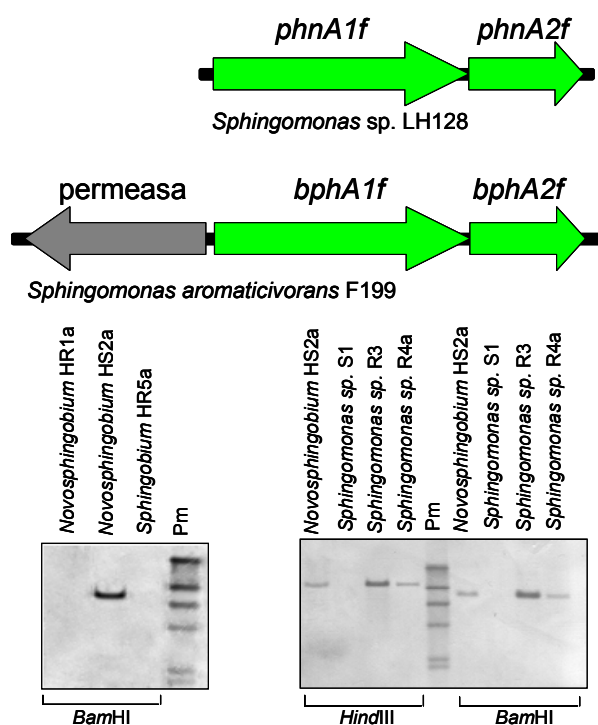 phnA1f phnA2f
Sphingomonas sp. LH128
permeasa bphA1f bphA2f
Sphingomonas aromaticivorans F199
Novosphingobium HR1a
Novosphingobium HS2a
Sphingobium HR5a
Pm
Novosphingobium HS2a
Sphingomonas sp. S1
Sphingomonas sp. R3
Sphingomonas sp. R4a
Pm
Novosphingobium HS2a
Sphingomonas sp. S1
Sphingomonas sp. R3
Sphingomonas sp. R4a
BamHI HindIII BamHI